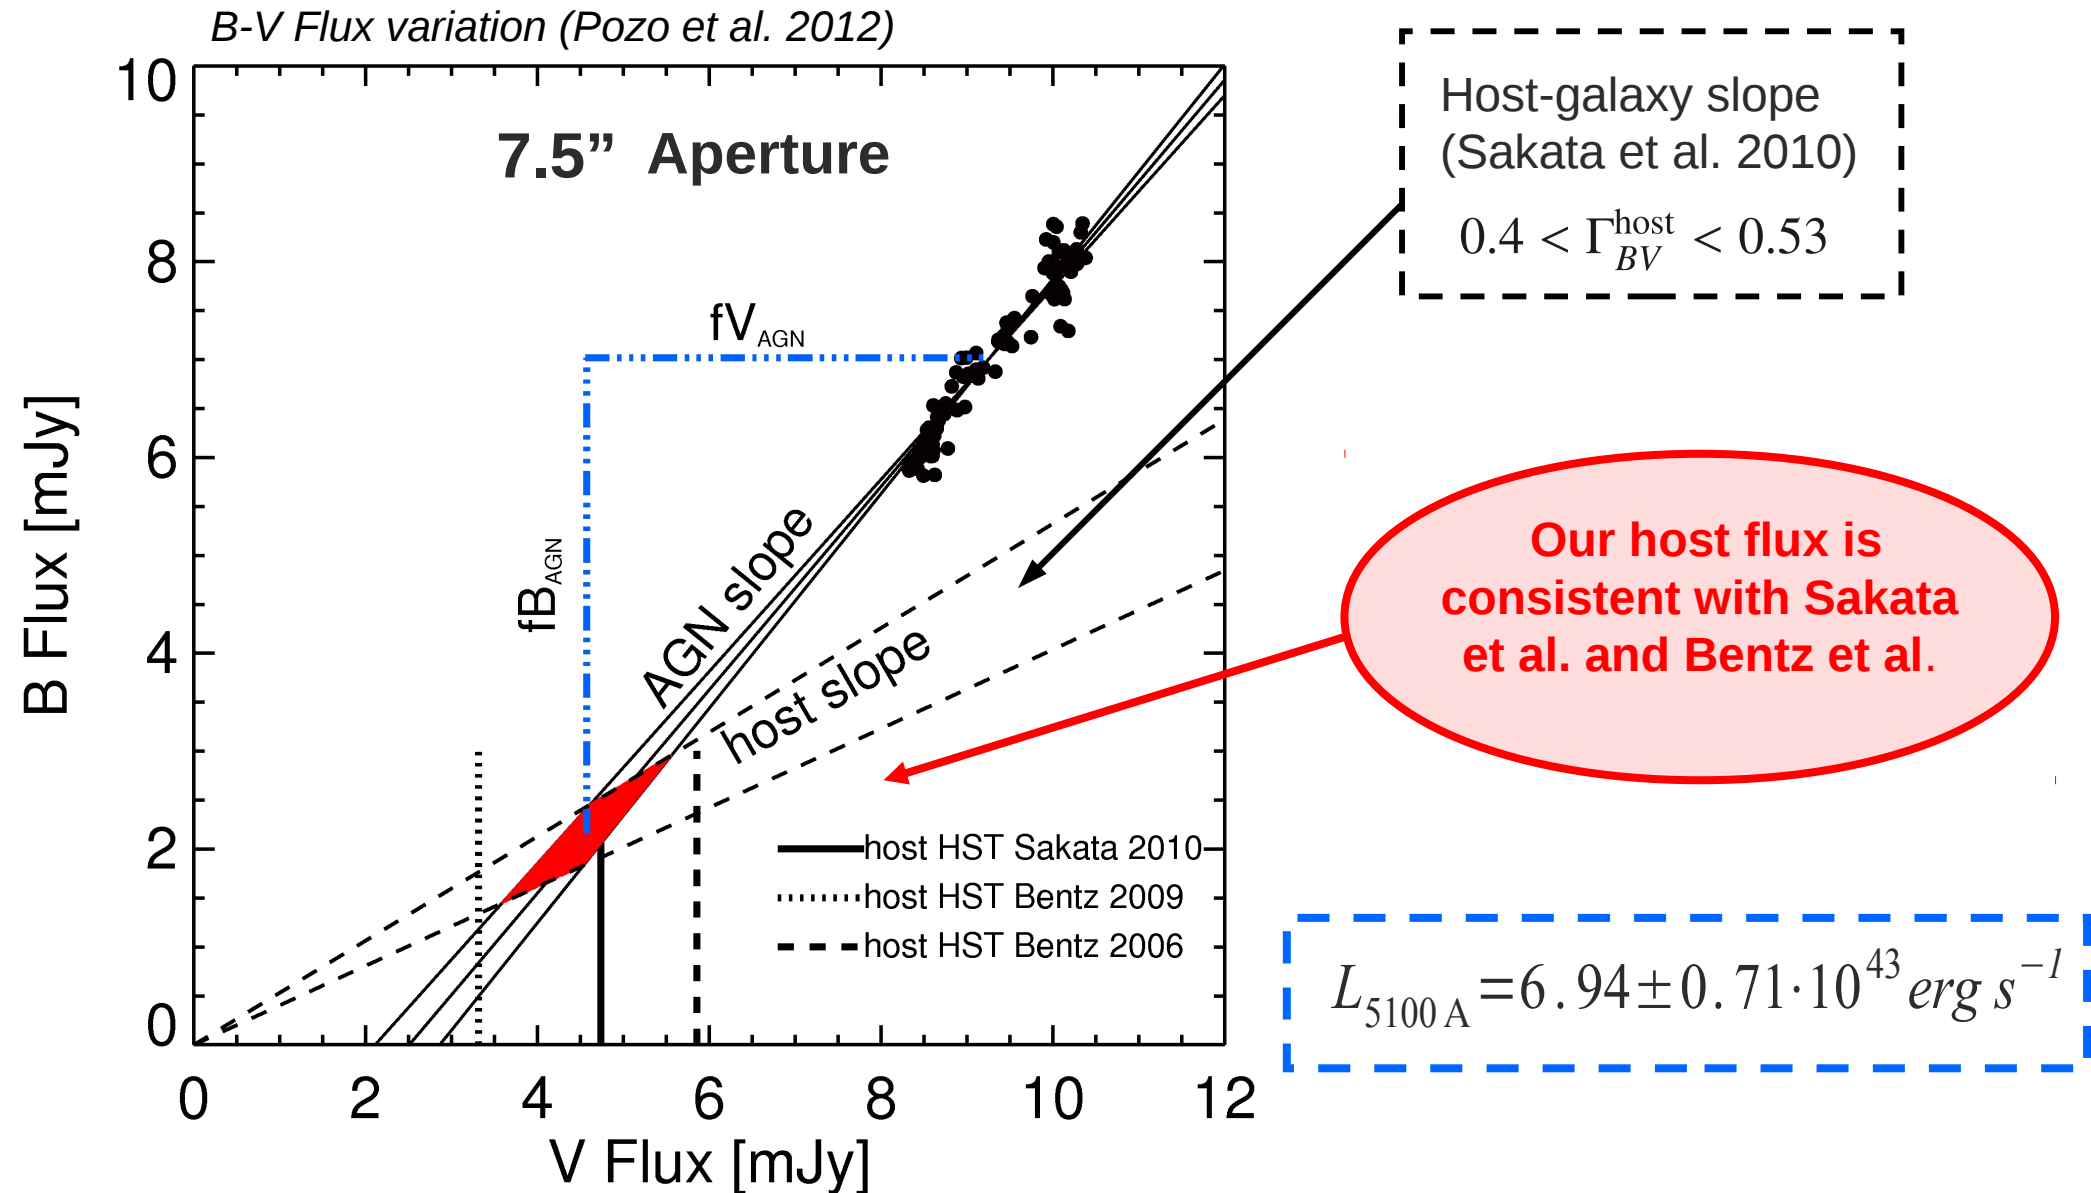 B-V Flux variation (Pozo et al. 2012)
7.5” Aperture
10
8
6
4
2
0
B Flux [mJy]
0 2 4 6 8 10 12
V Flux [mJy]
fV_AGN
fB_AGN
AGN slope
host slope
host HST Sakata 2010
host HST Bentz 2009
host HST Bentz 2006
Host-galaxy slope
(Sakata et al. 2010)
0.4 < Γ_BV^host < 0.53
Our host flux is
consistent with Sakata
et al. and Bentz et al.
L_5100 A = 6.94±0.71·10^43 erg s^−1